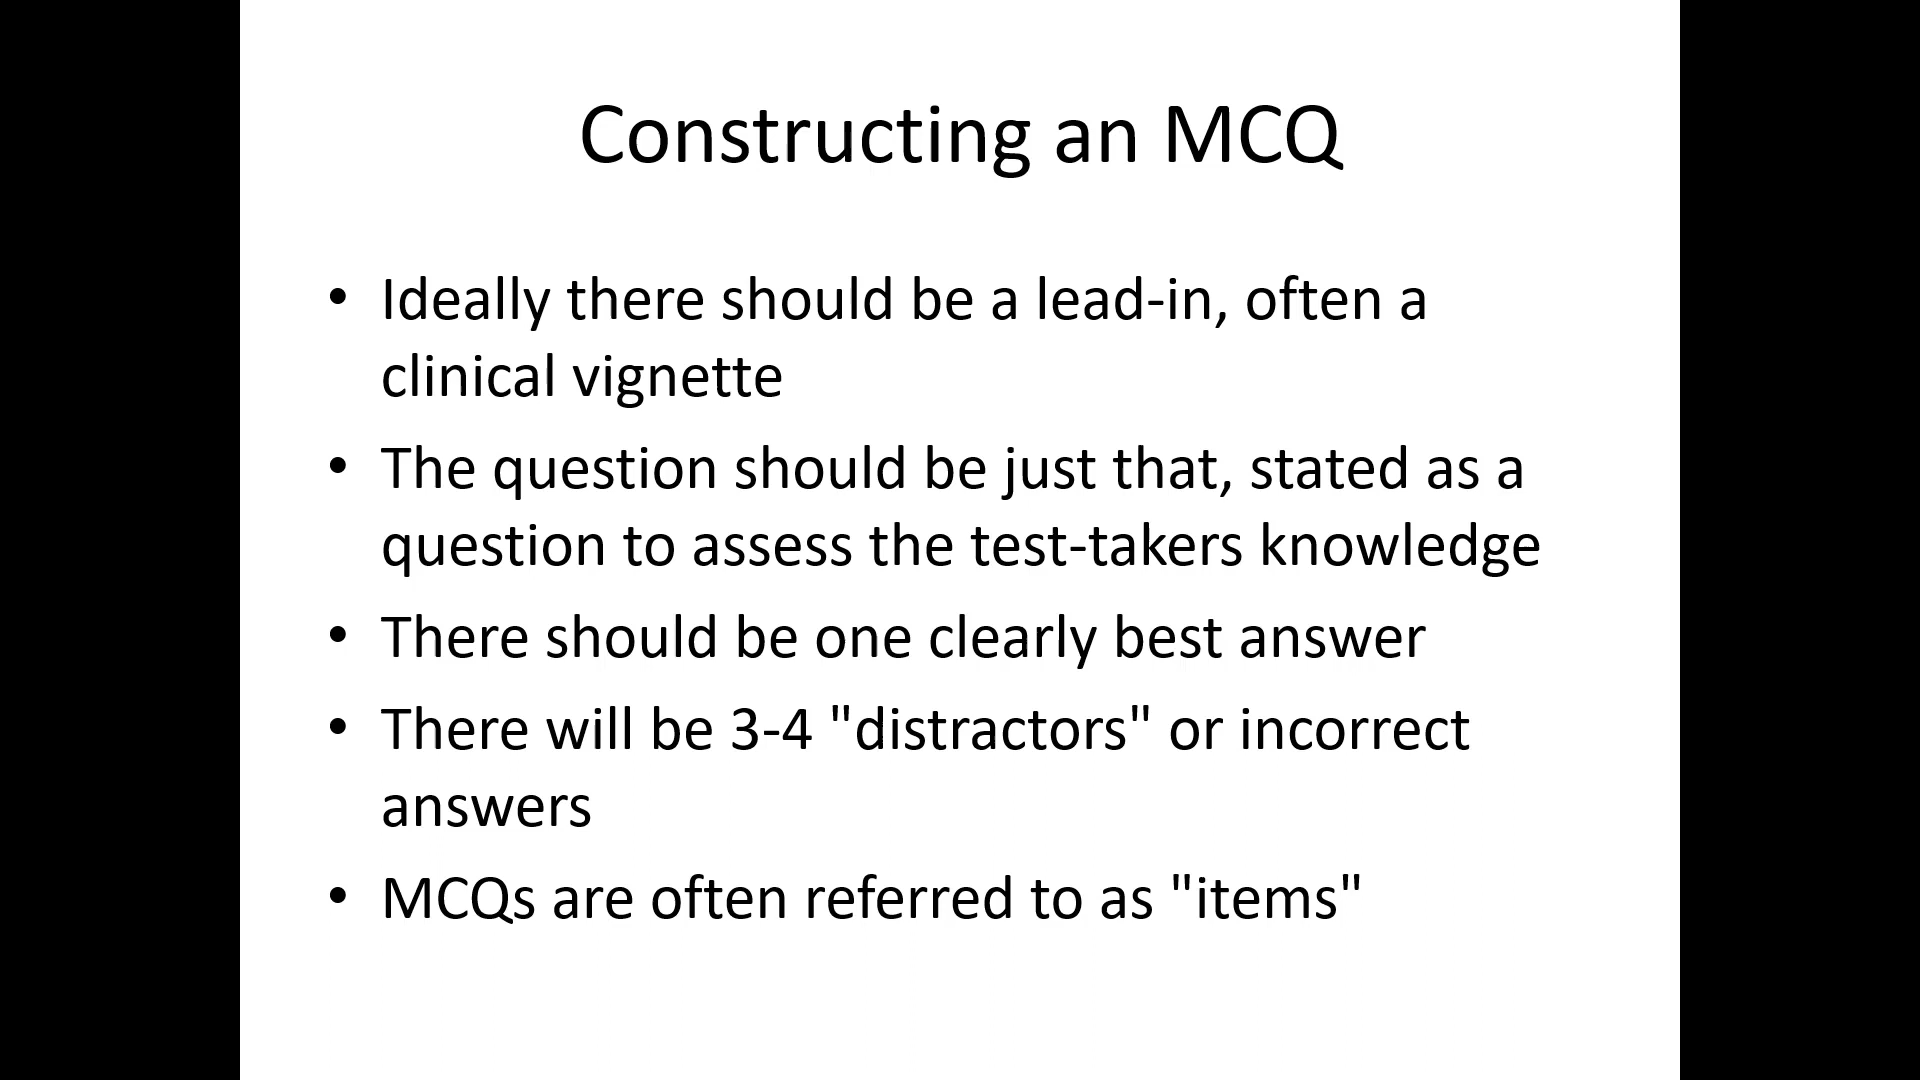 Constructing an MCQ
• Ideally there should be a lead-in, often a
clinical vignette
• The question should be just that, stated as a
question to assess the test-takers knowledge
• There should be one clearly best answer
• There will be 3-4 "distractors" or incorrect
answers
• MCQs are often referred to as "items"